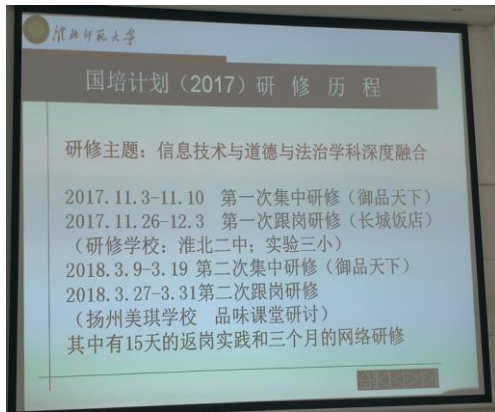 淮北师范大学
国培计划（2017）研 修 历 程
研修主题：信息技术与道德与法治学科深度融合
2017.11.3-11.10 第一次集中研修（御品天下）
2017.11.26-12.3 第一次跟岗研修（长城饭店）
（研修学校：淮北二中；实验三小）
2018.3.9-3.19 第二次集中研修（御品天下）
2018.3.27-3.31第二次跟岗研修
（扬州美琪学校 品味课堂研讨）
其中有15天的返岗实践和三个月的网络研修